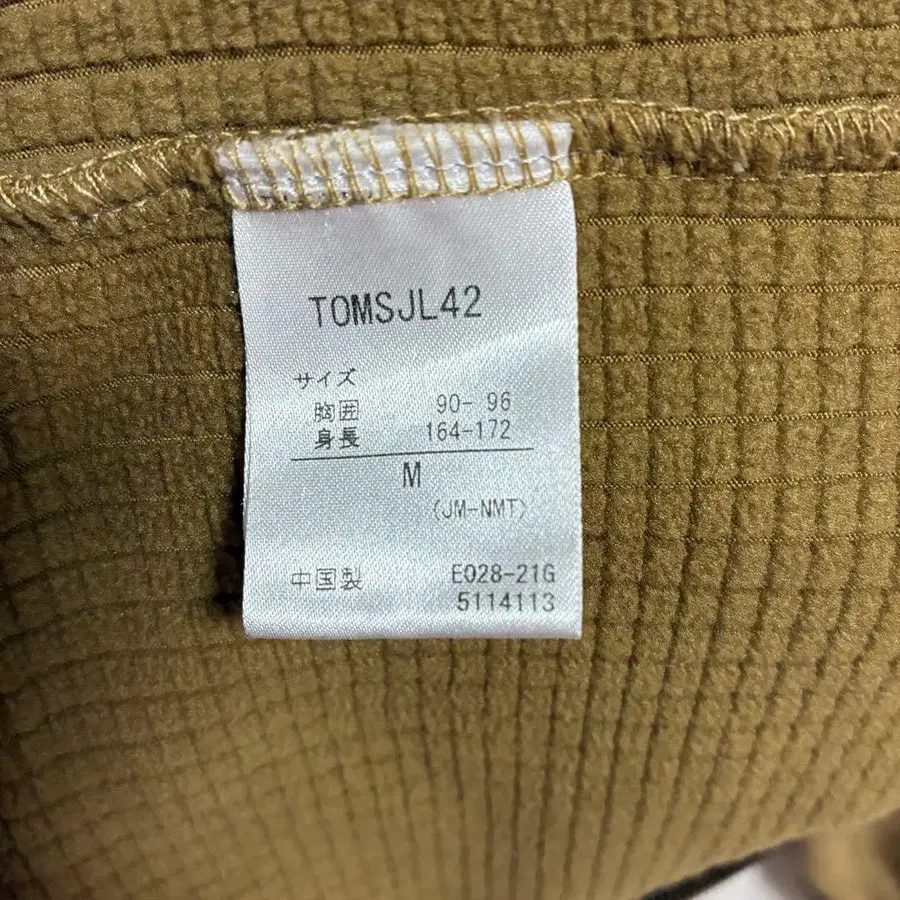 TOMSJL42
サイズ
胸囲 90- 96
身長 164-172
M
(JM-NMT)
中国製 E028-21G
5114113